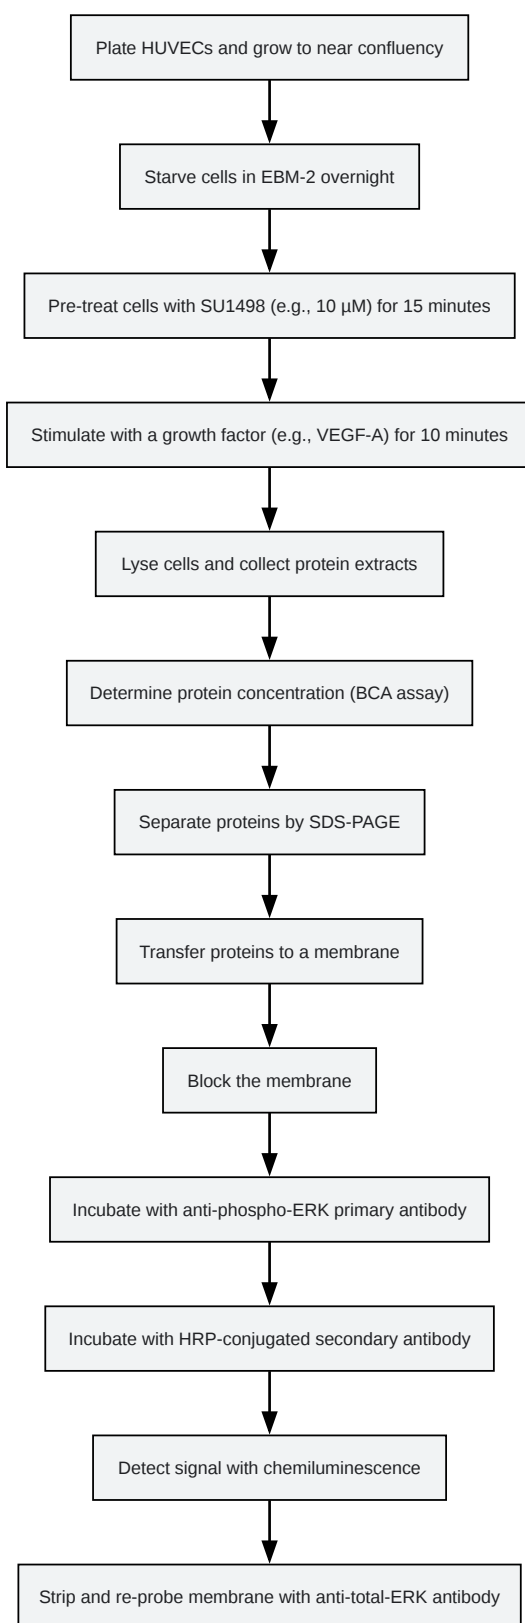 Plate HUVECs and grow to near confluency
Starve cells in EBM-2 overnight
Pre-treat cells with SU1498 (e.g., 10 µM) for 15 minutes
Stimulate with a growth factor (e.g., VEGF-A) for 10 minutes
Lyse cells and collect protein extracts
Determine protein concentration (BCA assay)
Separate proteins by SDS-PAGE
Transfer proteins to a membrane
Block the membrane
Incubate with anti-phospho-ERK primary antibody
Incubate with HRP-conjugated secondary antibody
Detect signal with chemiluminescence
Strip and re-probe membrane with anti-total-ERK antibody